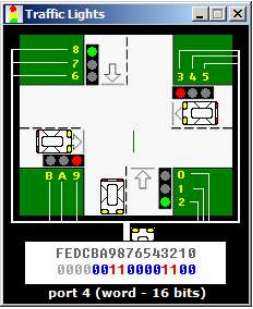 Traffic Lights
8
7
6
3 4 5
B A 9
0
1
2
FEDCBA9876543210
0000001100001100
port 4 (word - 16 bits)